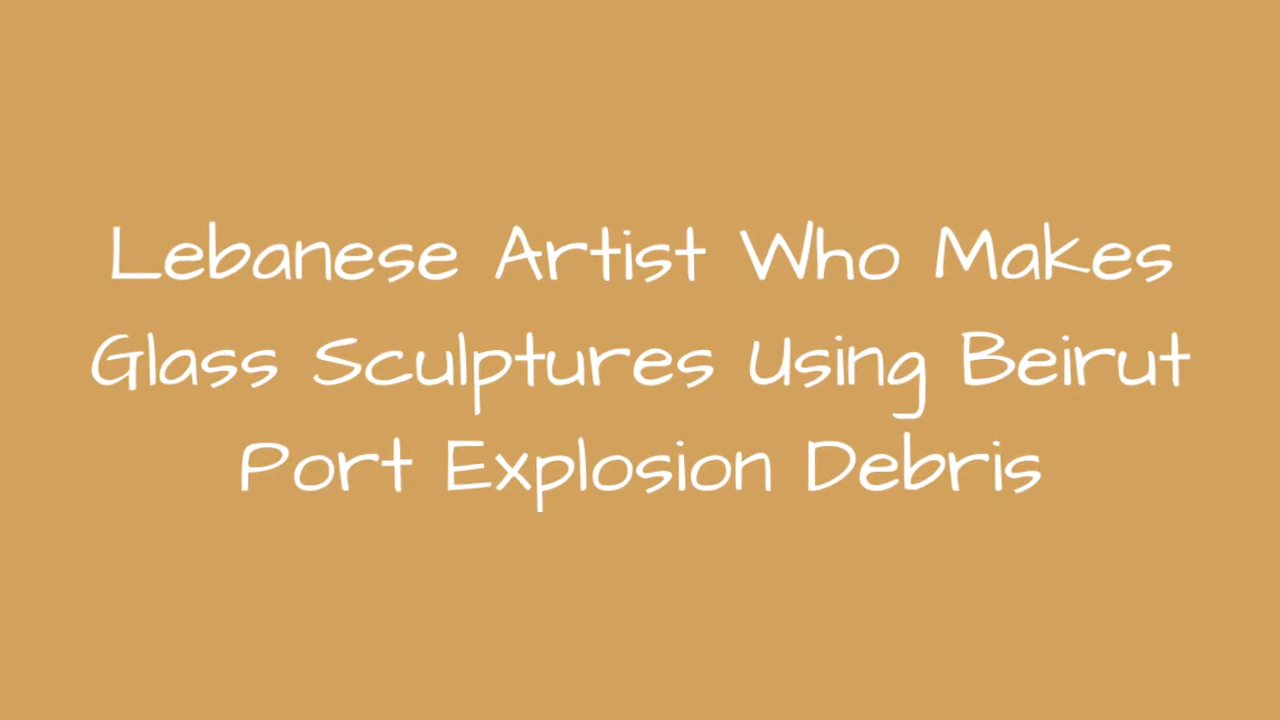 Lebanese Artist Who Makes
Glass Sculptures Using Beirut
Port Explosion Debris